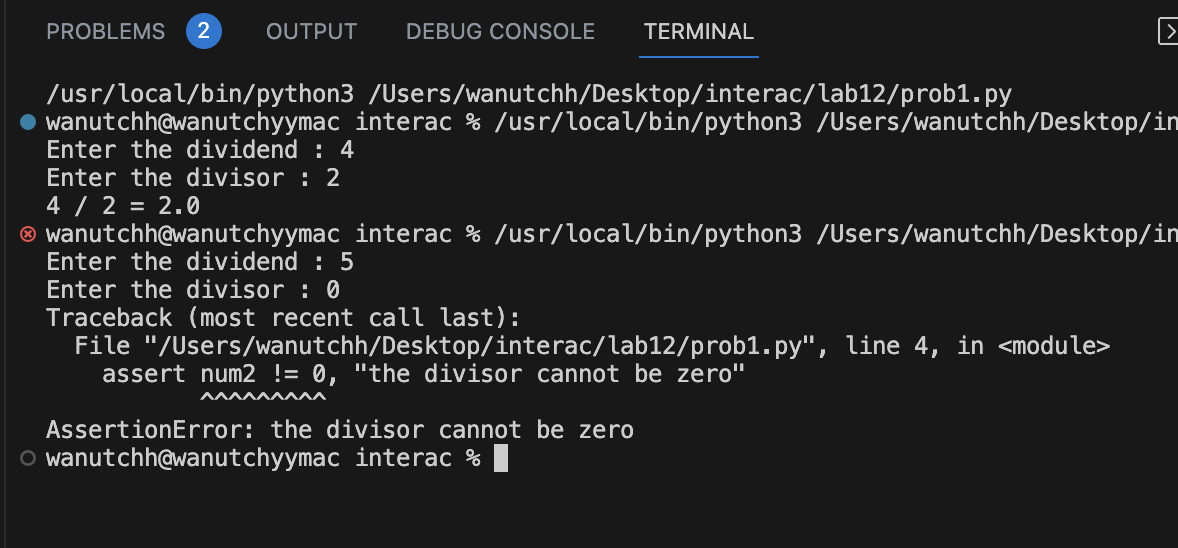 PROBLEMS 2 OUTPUT DEBUG CONSOLE TERMINAL
/usr/local/bin/python3 /Users/wanutchh/Desktop/interac/lab12/prob1.py
wanutchh@wanutchyymac interac % /usr/local/bin/python3 /Users/wanutchh/Desktop/in
Enter the dividend : 4
Enter the divisor : 2
4 / 2 = 2.0
wanutchh@wanutchyymac interac % /usr/local/bin/python3 /Users/wanutchh/Desktop/in
Enter the dividend : 5
Enter the divisor : 0
Traceback (most recent call last):
  File "/Users/wanutchh/Desktop/interac/lab12/prob1.py", line 4, in <module>
    assert num2 != 0, "the divisor cannot be zero"
           ^^^^^^^^^
AssertionError: the divisor cannot be zero
wanutchh@wanutchyymac interac %